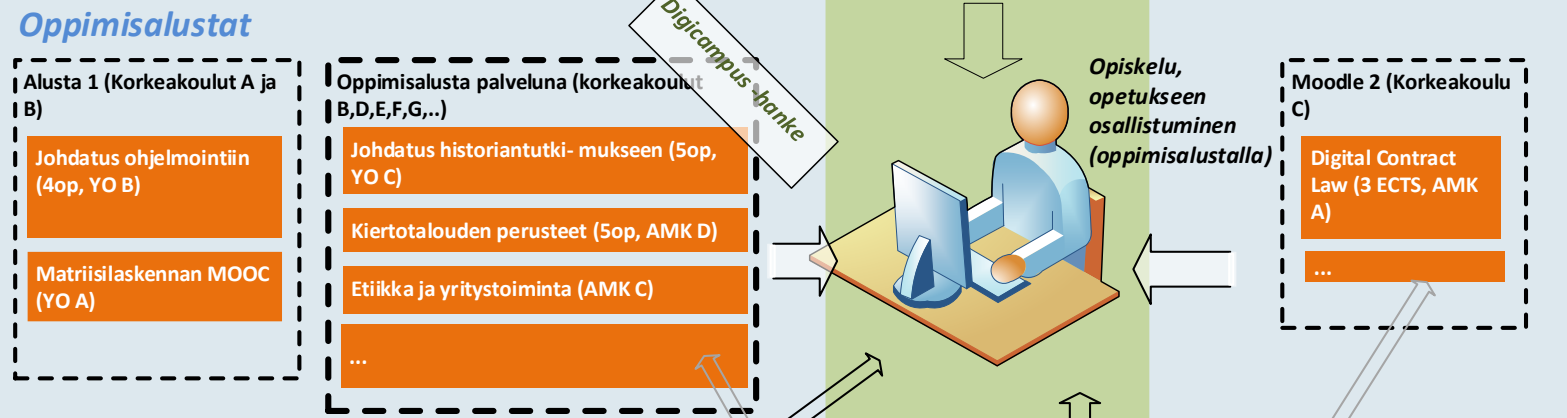 Oppimisalustat
Digicampus -hanke
Alusta 1 (Korkeakoulut A ja
B)
Johdatus ohjelmointiin
(4op, YO B)
Matriisilaskennan MOOC
(YO A)
Oppimisalusta palveluna (korkeakoulut
B,D,E,F,G,..)
Johdatus historiantutki- mukseen (5op,
YO C)
Kiertotalouden perusteet (5op, AMK D)
Etiikka ja yritystoiminta (AMK C)
...
Opiskelu,
opetukseen
osallistuminen
(oppimisalustalla)
Moodle 2 (Korkeakoulu
C)
Digital Contract
Law (3 ECTS, AMK
A)
...